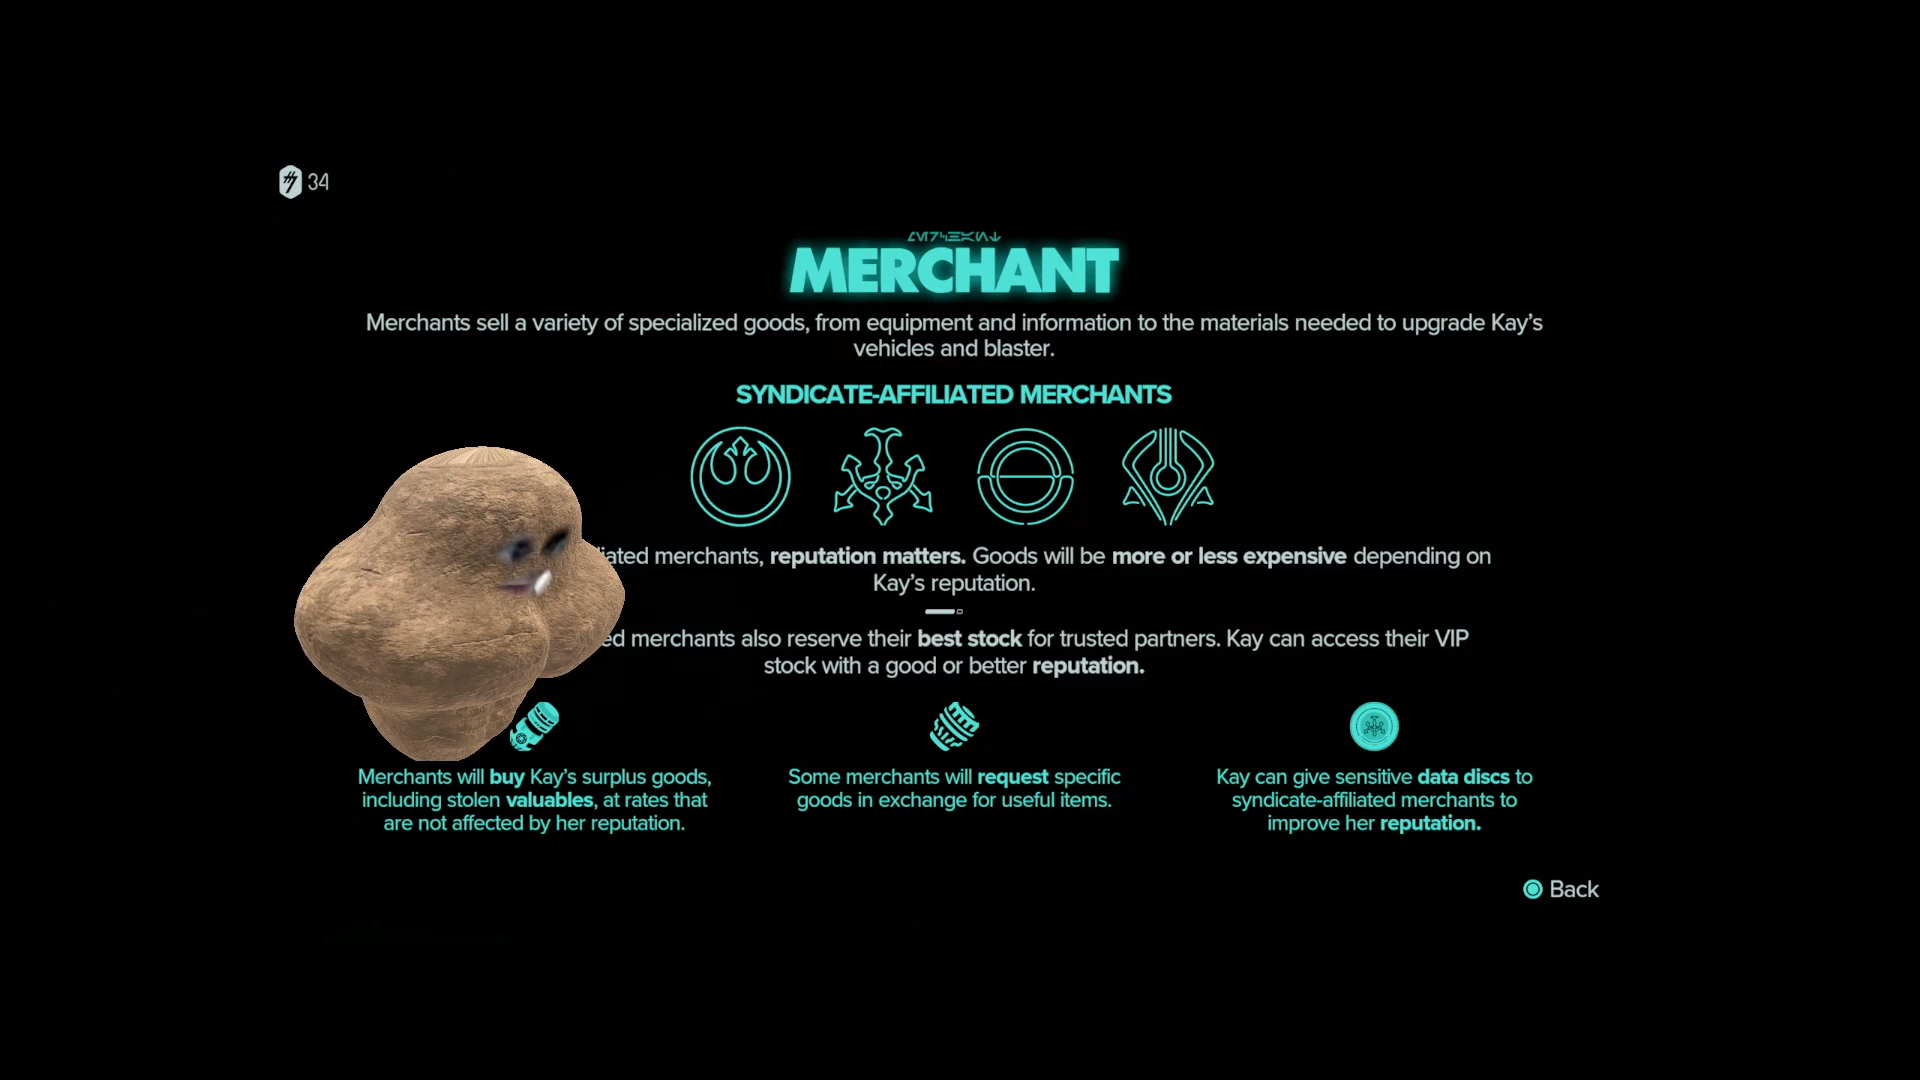 34
MERCHANT
Merchants sell a variety of specialized goods, from equipment and information to the materials needed to upgrade Kay's
vehicles and blaster.
SYNDICATE-AFFILIATED MERCHANTS
merchants, reputation matters. Goods will be more or less expensive depending on
Kay's reputation.
merchants also reserve their best stock for trusted partners. Kay can access their VIP
stock with a good or better reputation.
Merchants will buy Kay's surplus goods,
including stolen valuables, at rates that
are not affected by her reputation.
Some merchants will request specific
goods in exchange for useful items.
Kay can give sensitive data discs to
syndicate-affiliated merchants to
improve her reputation.
Back